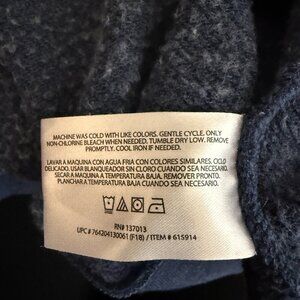 MACHINE WAS COLD WITH LIKE COLORS. GENTLE CYCLE. ONLY
NON-CHLORINE BLEACH WHEN NEEDED. TUMBLE DRY LOW. REMOVE
PROMPTLY. COOL IRON IF NEEDED.
LAVAR A MAQUINA CON AGUA FRIA CON COLORES SIMILARES. CICLO
DELICADO. USAR BLANQUEADOR SIN CLORO CUANDO SEA NECESARIO.
SECAR A MAQUINA A TEMPERATURA BAJA. REMOVER PRONTO.
PLANCHAR A TEMPERATURA BAJA CUANDO SEA NECESARIO.
RN# 137013
UPC # 764204130061 (F18) / ITEM # 615914